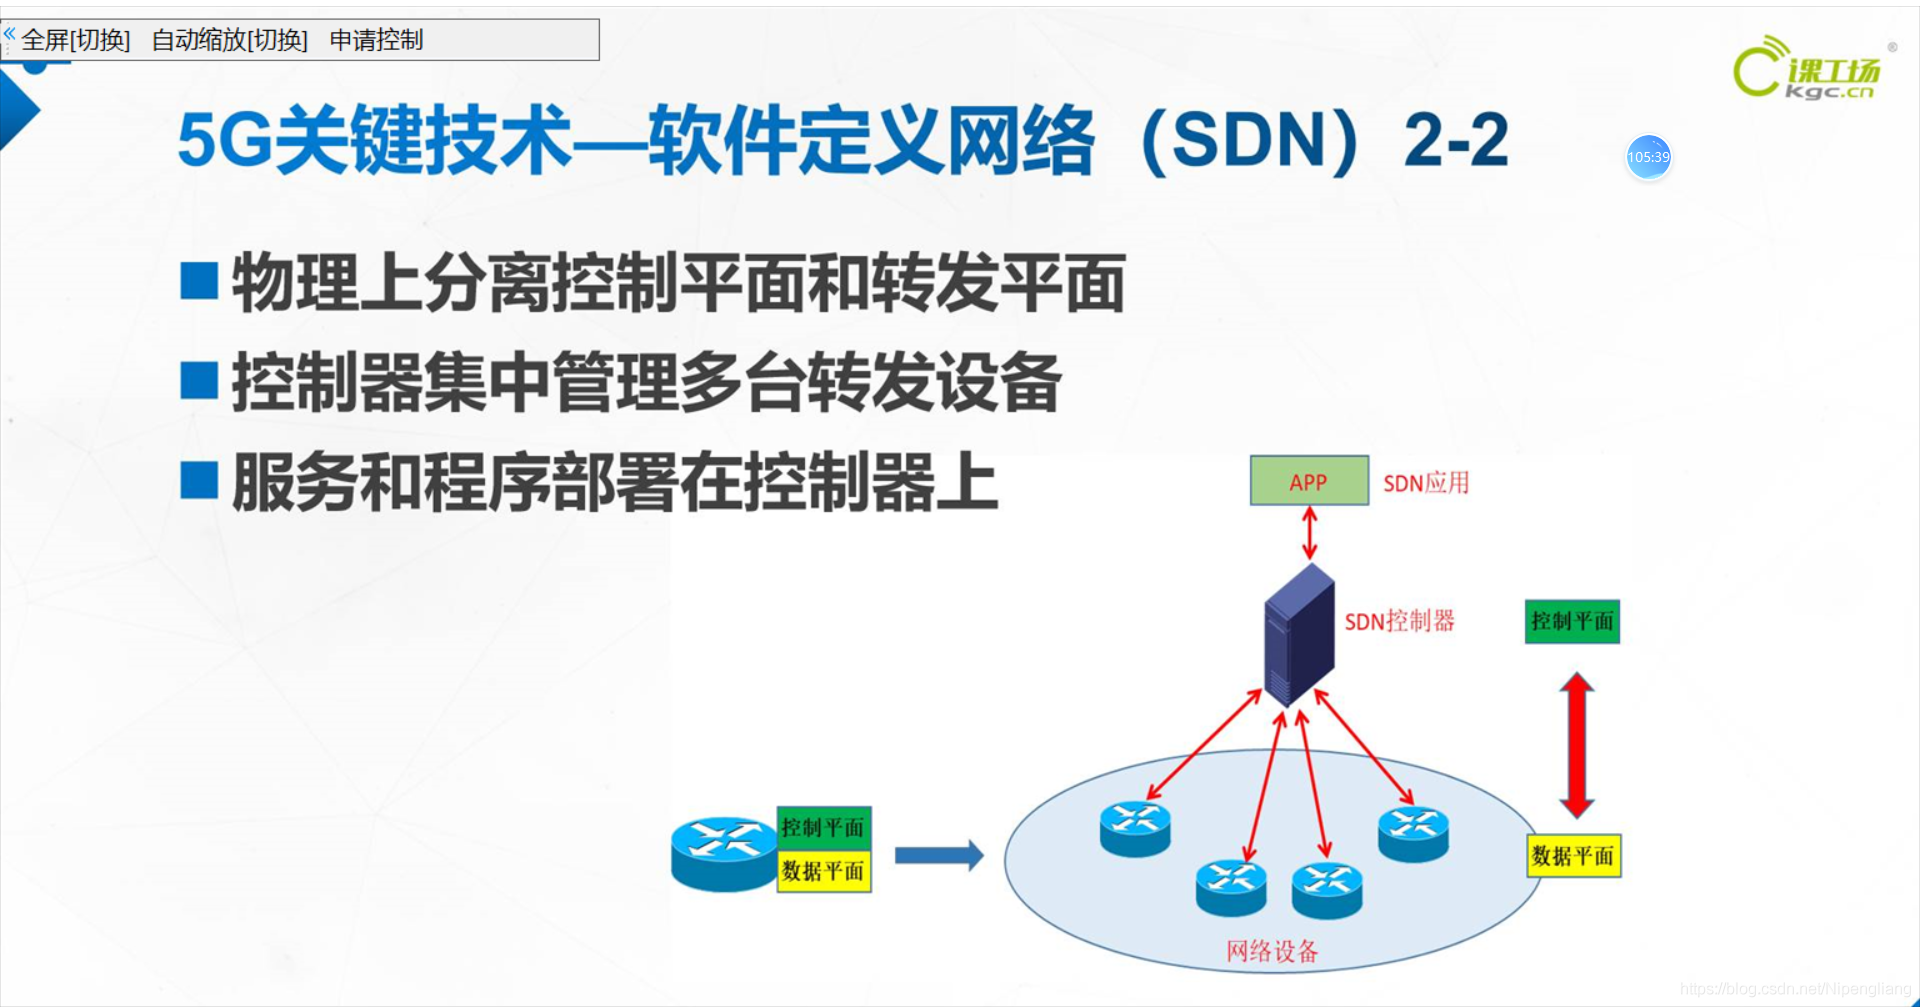 全屏[切换] 自动缩放[切换] 申请控制
课工场 ®
kgc.cn
5G关键技术—软件定义网络（SDN）2-2
105:39
物理上分离控制平面和转发平面
控制器集中管理多台转发设备
服务和程序部署在控制器上
APP SDN应用
SDN控制器
控制平面
控制平面
数据平面
数据平面
网络设备
https://blog.csdn.net/Nipengliang